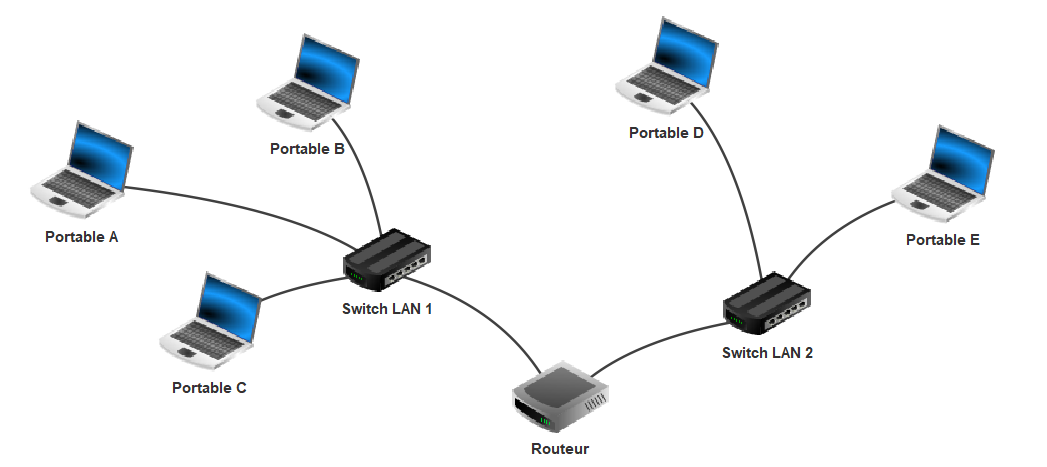 Portable B
Portable D
Portable A
Portable E
Switch LAN 1
Switch LAN 2
Portable C
Routeur